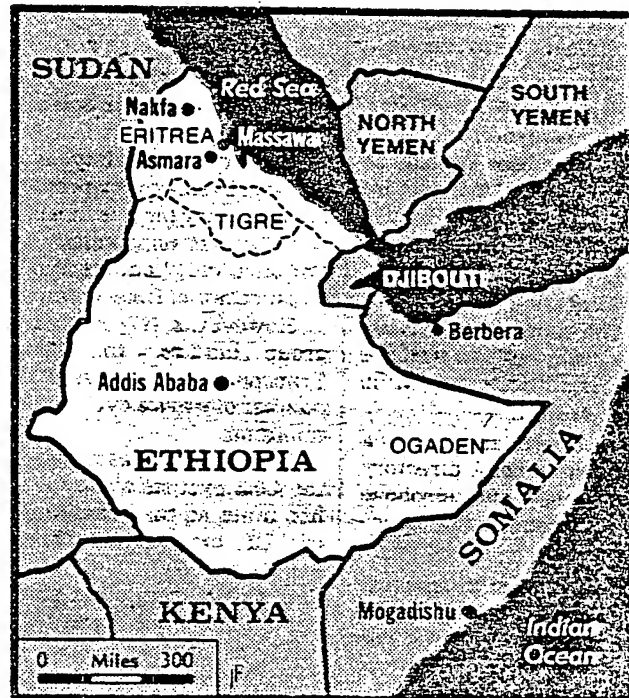 SUDAN
Red Sea
SOUTH
YEMEN
Nakfa
NORTH
YEMEN
ERITREA
Massawa
Asmara
TIGRE
DJIBOUTI
Berbera
Addis Ababa
OGADEN
ETHIOPIA
SOMALIA
KENYA
Mogadishu
Indian
Ocean
0 Miles 300